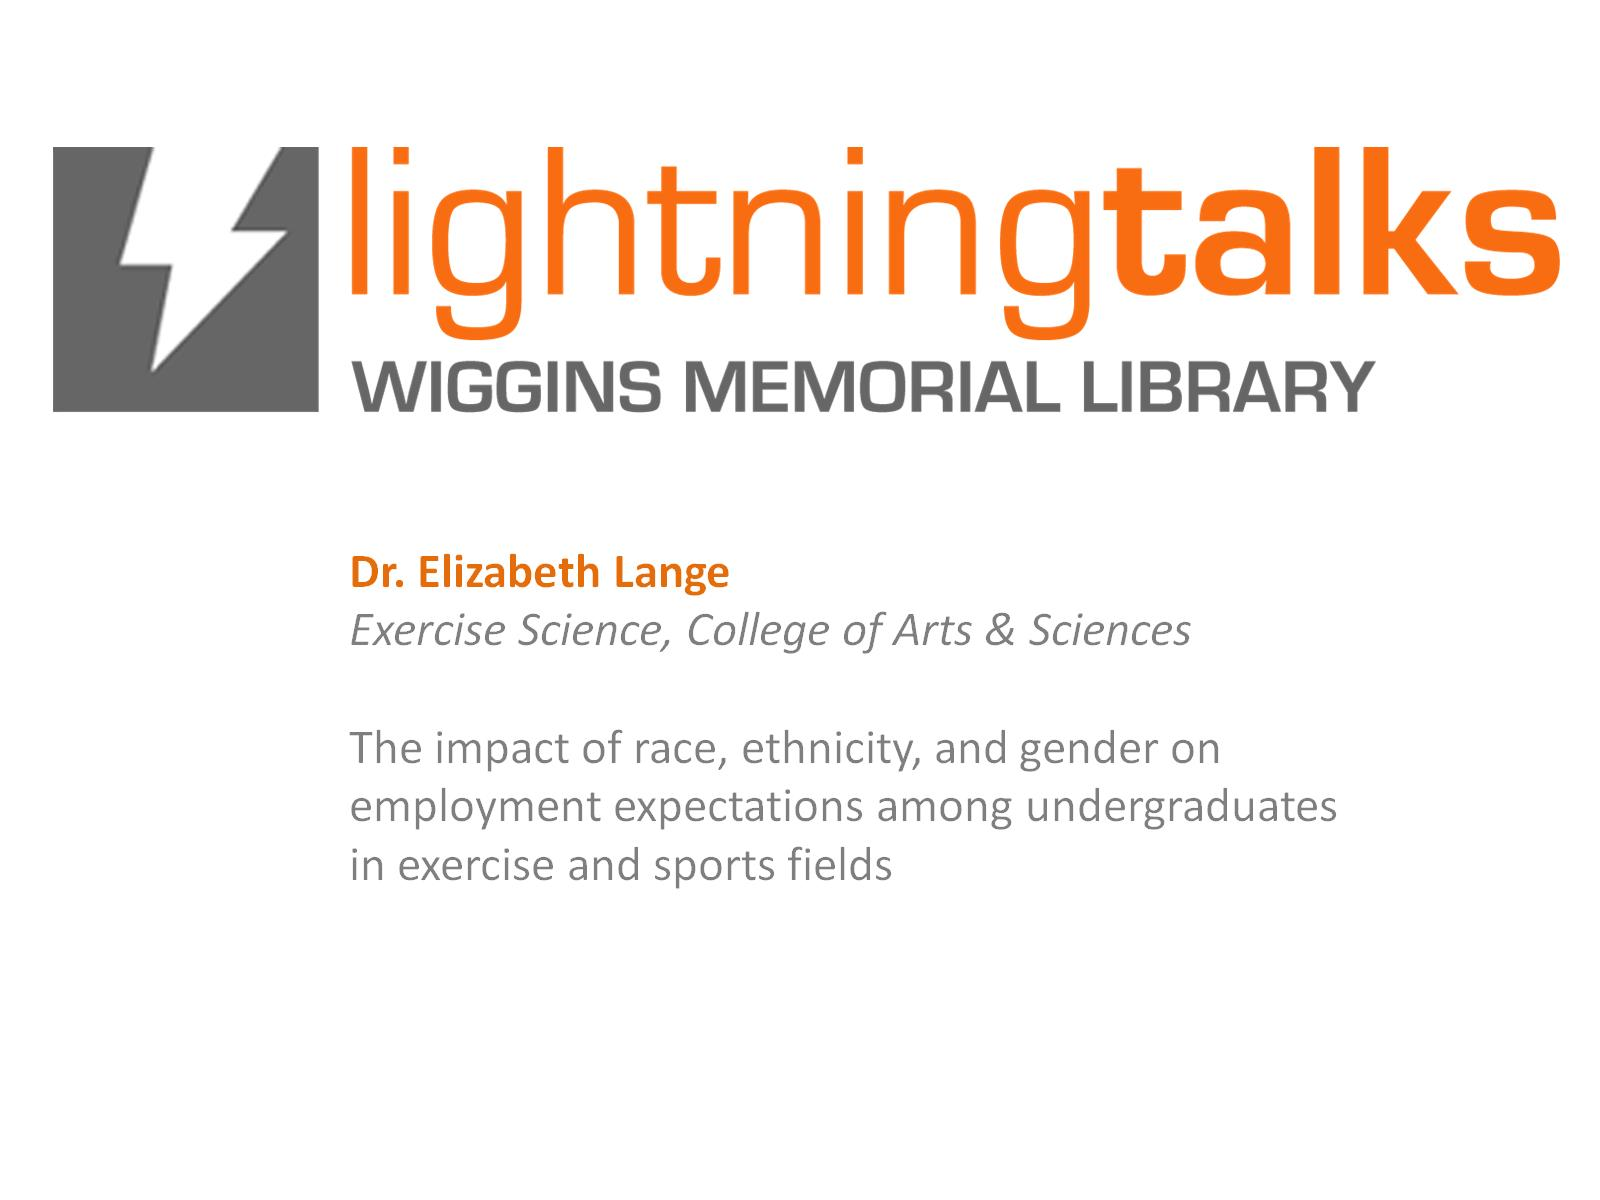 lightningtalks
WIGGINS MEMORIAL LIBRARY
Dr. Elizabeth Lange
Exercise Science, College of Arts & Sciences
The impact of race, ethnicity, and gender on
employment expectations among undergraduates
in exercise and sports fields